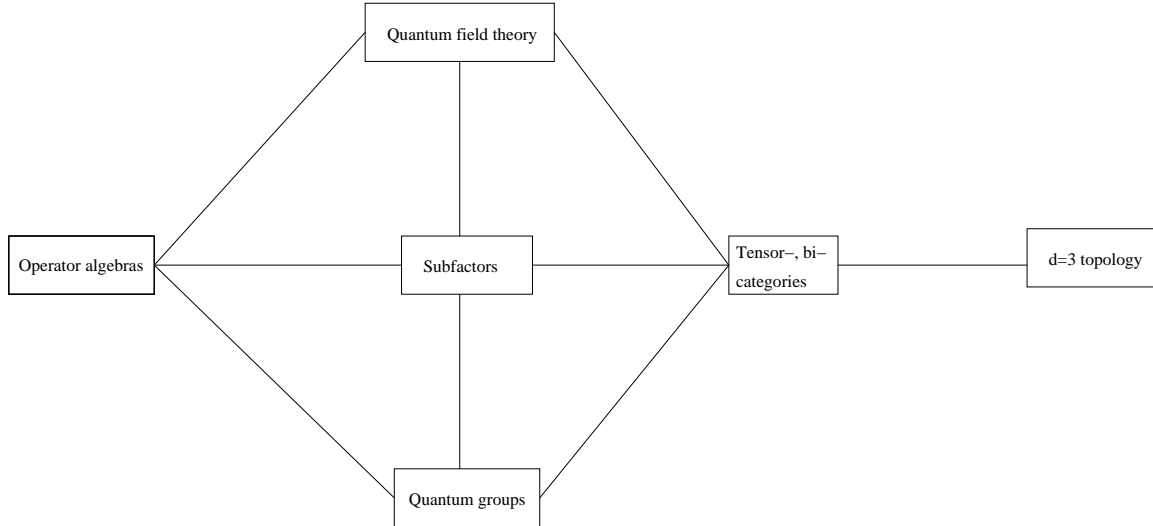 Quantum field theory
Operator algebras
Subfactors
Tensor−, bi−
categories
d=3 topology
Quantum groups